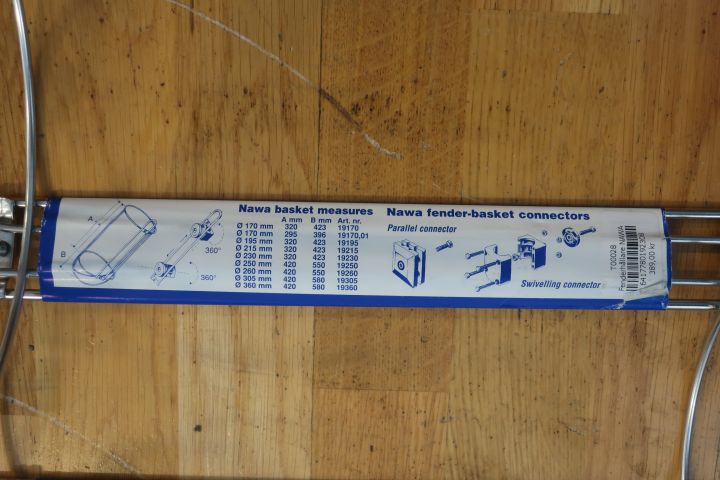 A
B
360°
360°
Nawa basket measures
A mm B mm Art. nr.
Ø 170 mm 320 423 19170
Ø 170 mm 295 396 19170,01
Ø 195 mm 320 423 19195
Ø 215 mm 320 423 19215
Ø 230 mm 320 423 19230
Ø 250 mm 420 550 19250
Ø 260 mm 420 550 19260
Ø 305 mm 420 580 19305
Ø 360 mm 420 580 19360
Nawa fender-basket connectors
Parallel connector
Swivelling connector
T00028
Fenderhållare NAWA
6417780192308
389,00 kr